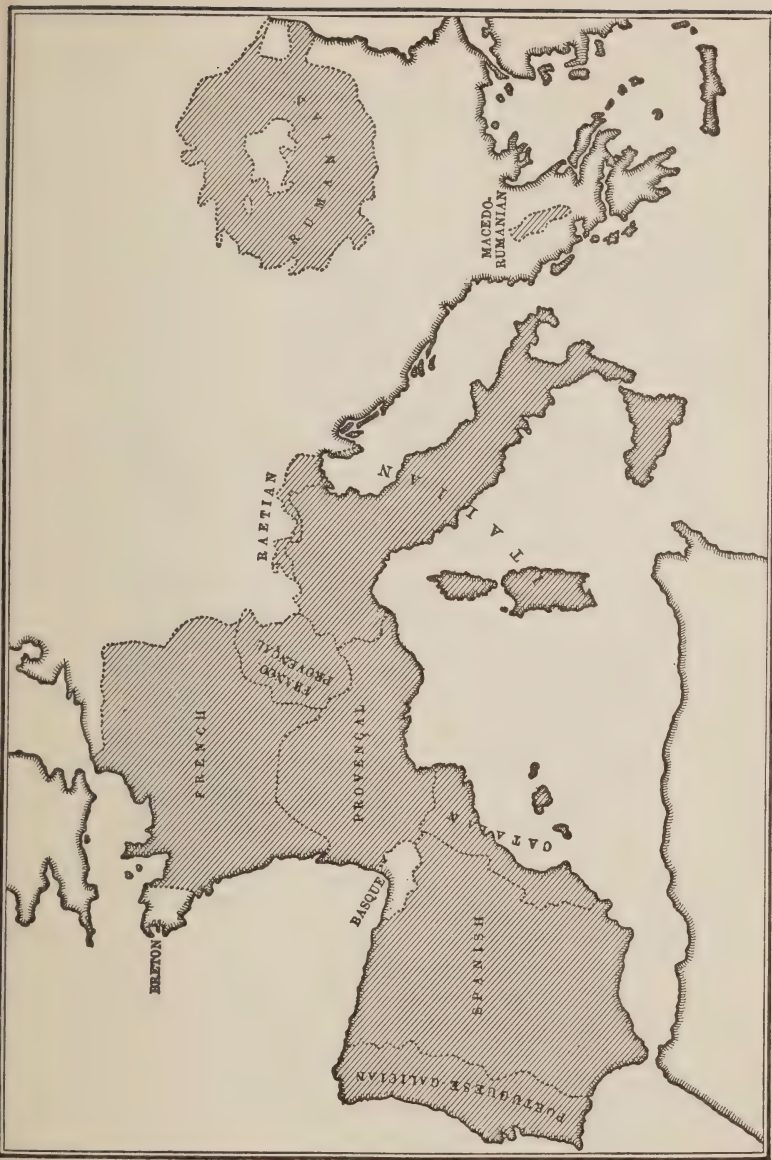 BRETON
FRENCH
FRANCO
PROVENÇAL
PROVENÇAL
RAETIAN
RUMANIAN
BASQUE
CATALAN
ITALIAN
MACEDO-
RUMANIAN
PORTUGUESE-GALICIAN
SPANISH